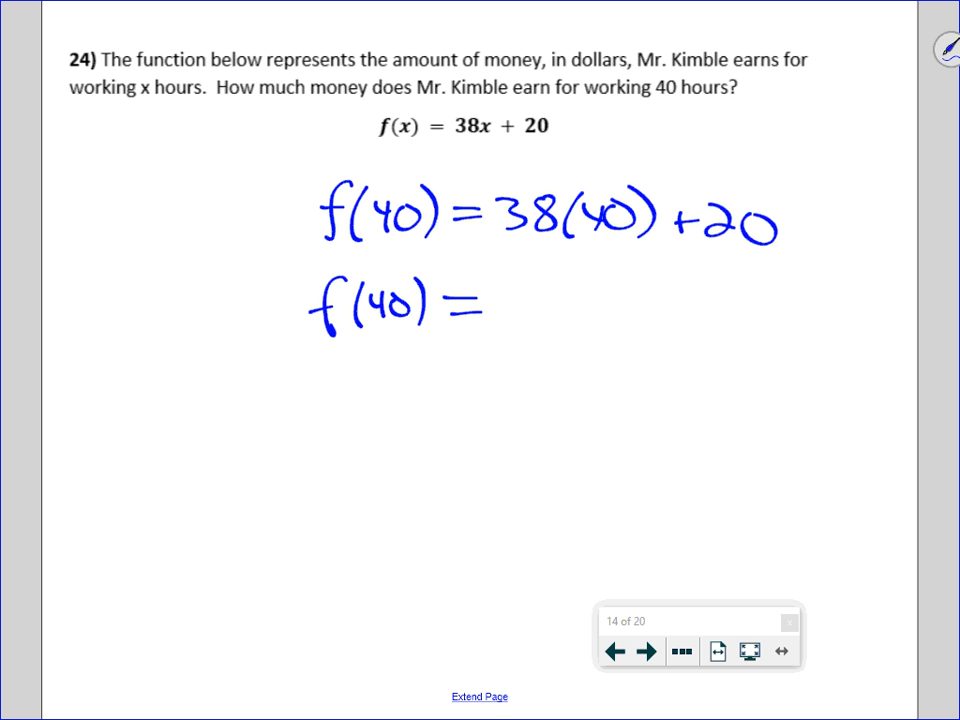 24) The function below represents the amount of money, in dollars, Mr. Kimble earns for
working x hours.  How much money does Mr. Kimble earn for working 40 hours?
f(x) = 38x + 20
f(40) = 38(40) + 20
f(40) =
14 of 20
x
Extend Page